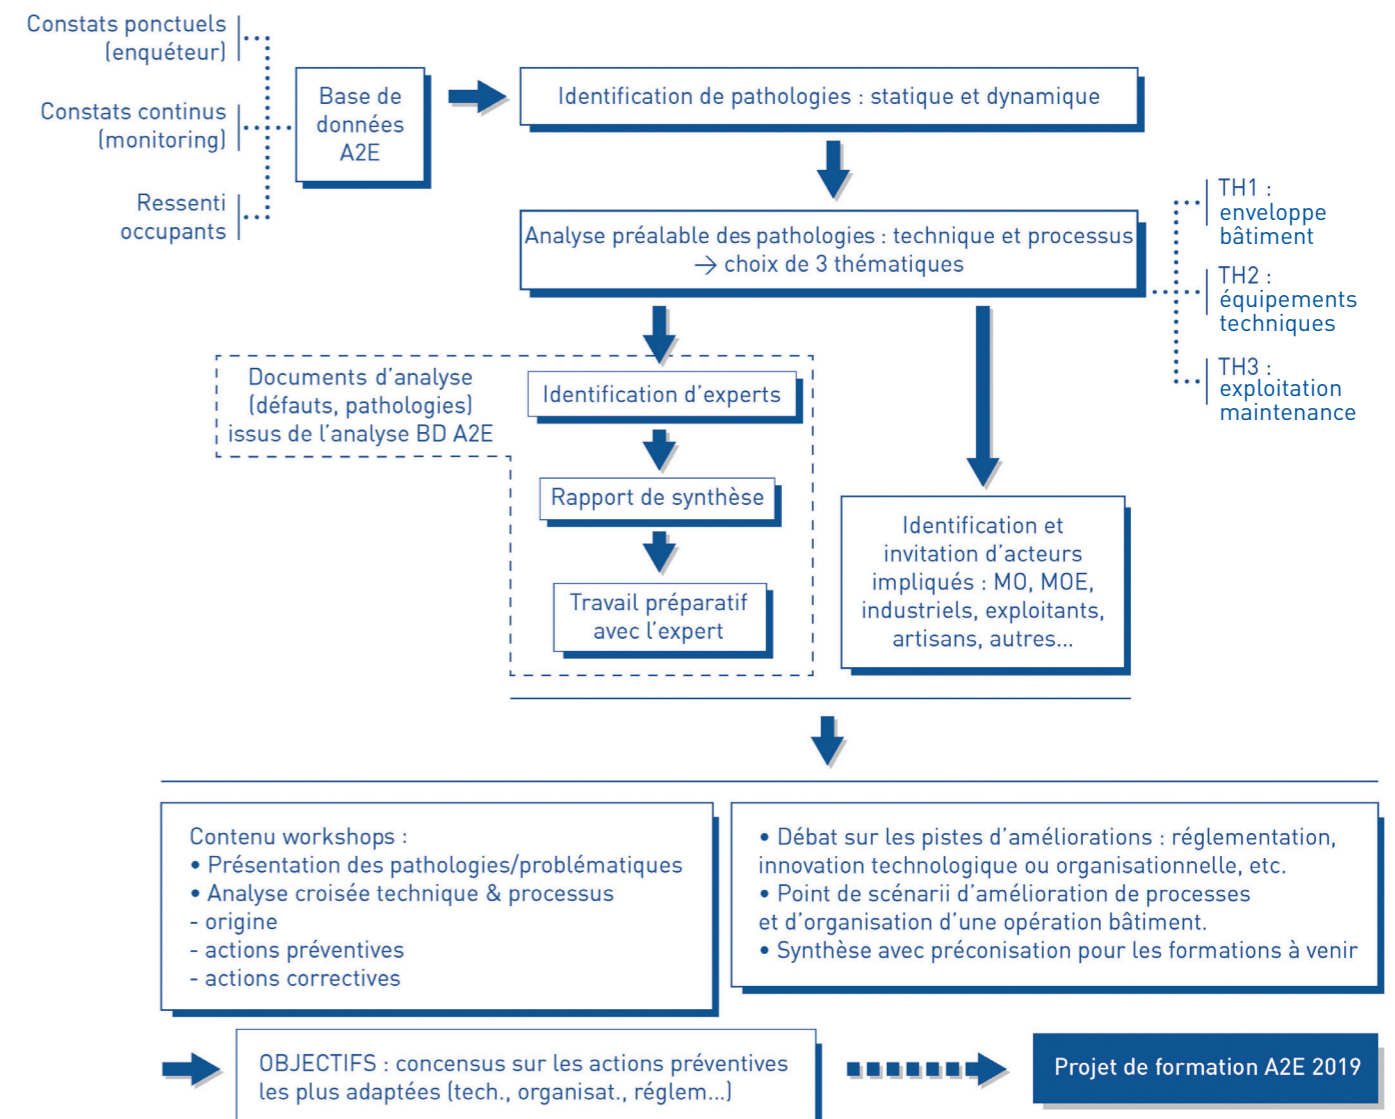 Constats ponctuels
(enquéteur)
Constats continus
(monitoring)
Ressenti
occupants
Base de
données
A2E
Identification de pathologies : statique et dynamique
Analyse préalable des pathologies : technique et processus
→ choix de 3 thématiques
TH1 :
enveloppe
bâtiment
TH2 :
équipements
techniques
TH3 :
exploitation
maintenance
Documents d'analyse
(défauts, pathologies)
issus de l'analyse BD A2E
Identification d'experts
Rapport de synthèse
Travail préparatif
avec l'expert
Identification et
invitation d'acteurs
impliqués : MO, MOE,
industriels, exploitants,
artisans, autres...
Contenu workshops :
• Présentation des pathologies/problématiques
• Analyse croisée technique & processus
- origine
- actions préventives
- actions correctives
• Débat sur les pistes d'améliorations : réglementation,
innovation technologique ou organisationnelle, etc.
• Point de scénarii d'amélioration de processes
et d'organisation d'une opération bâtiment.
• Synthèse avec préconisation pour les formations à venir
OBJECTIFS : concensus sur les actions préventives
les plus adaptées (tech., organisat., réglem...)
Projet de formation A2E 2019